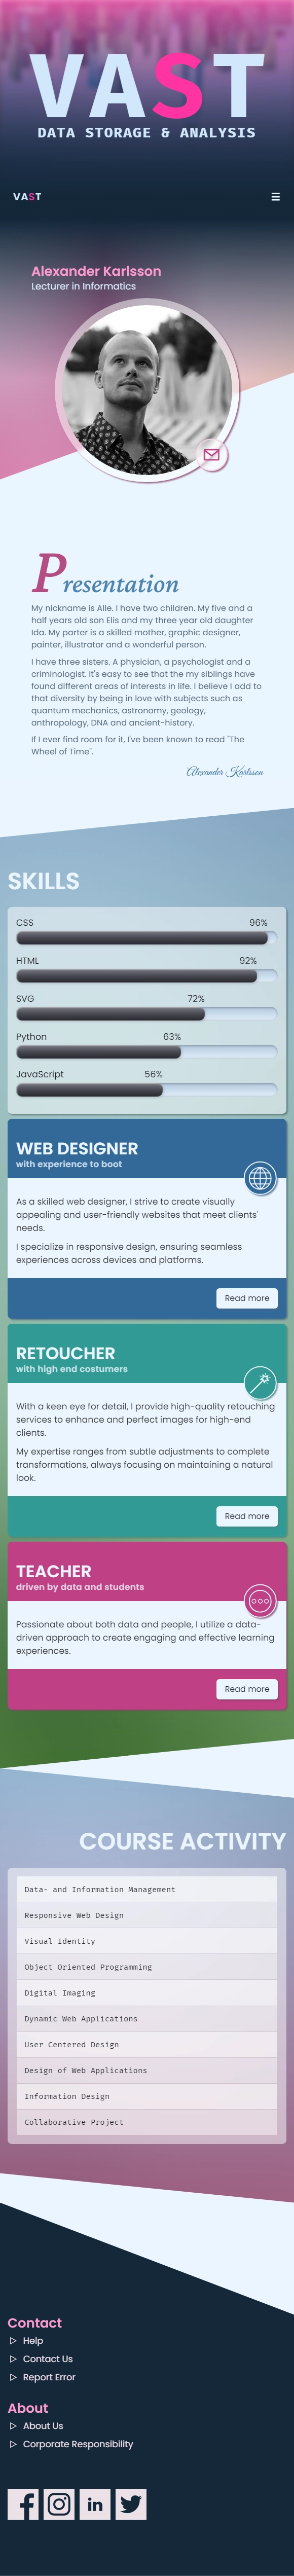 VAST
DATA STORAGE & ANALYSIS
VAST
Alexander Karlsson
Lecturer in Informatics
Presentation
My nickname is Alle. I have two children. My five and a
half years old son Elis and my three year old daughter
Ida. My parter is a skilled mother, graphic designer,
painter, illustrator and a wonderful person.
I have three sisters. A physician, a psychologist and a
criminologist. It's easy to see that the my siblings have
found different areas of interests in life. I believe I add to
that diversity by being in love with subjects such as
quantum mechanics, astronomy, geology,
anthropology, DNA and ancient-history.
If I ever find room for it, I've been known to read "The
Wheel of Time".
Alexander Karlsson
SKILLS
CSS 96%
HTML 92%
SVG 72%
Python 63%
JavaScript 56%
WEB DESIGNER
with experience to boot
As a skilled web designer, I strive to create visually
appealing and user-friendly websites that meet clients'
needs.
I specialize in responsive design, ensuring seamless
experiences across devices and platforms.
Read more
RETOUCHER
with high end costumers
With a keen eye for detail, I provide high-quality retouching
services to enhance and perfect images for high-end
clients.
My expertise ranges from subtle adjustments to complete
transformations, always focusing on maintaining a natural
look.
Read more
TEACHER
driven by data and students
Passionate about both data and people, I utilize a data-
driven approach to create engaging and effective learning
experiences.
Read more
COURSE ACTIVITY
Data- and Information Management
Responsive Web Design
Visual Identity
Object Oriented Programming
Digital Imaging
Dynamic Web Applications
User Centered Design
Design of Web Applications
Information Design
Collaborative Project
Contact
Help
Contact Us
Report Error
About
About Us
Corporate Responsibility